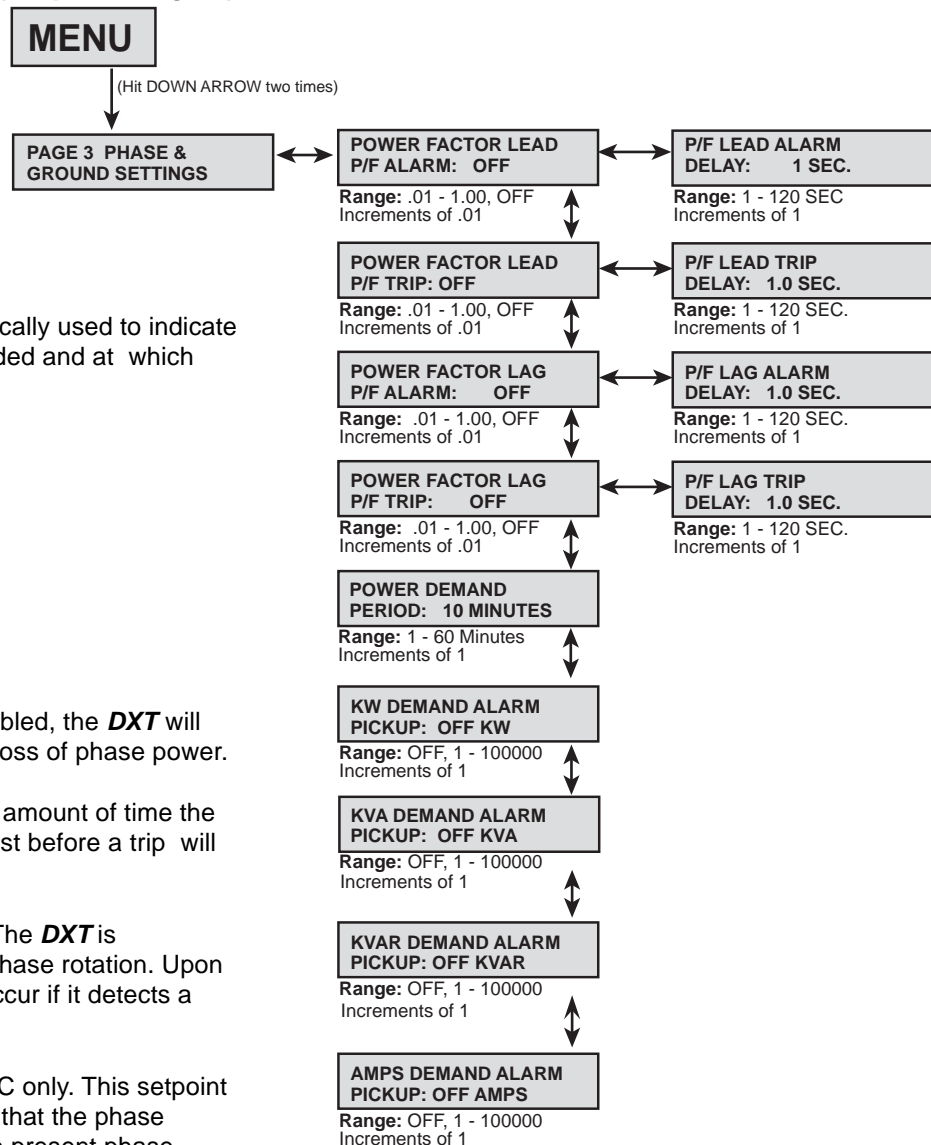 MENU
(Hit DOWN ARROW two times)
PAGE 3 PHASE &
GROUND SETTINGS
POWER FACTOR LEAD
P/F ALARM: OFF
Range: .01 - 1.00, OFF
Increments of .01
P/F LEAD ALARM
DELAY: 1 SEC.
Range: 1 - 120 SEC
Increments of 1
POWER FACTOR LEAD
P/F TRIP: OFF
Range: .01 - 1.00, OFF
Increments of .01
P/F LEAD TRIP
DELAY: 1.0 SEC.
Range: 1 - 120 SEC.
Increments of 1
POWER FACTOR LAG
P/F ALARM: OFF
Range: .01 - 1.00, OFF
Increments of .01
P/F LAG ALARM
DELAY: 1.0 SEC.
Range: 1 - 120 SEC.
Increments of 1
POWER FACTOR LAG
P/F TRIP: OFF
Range: .01 - 1.00, OFF
Increments of .01
P/F LAG TRIP
DELAY: 1.0 SEC.
Range: 1 - 120 SEC.
Increments of 1
POWER DEMAND
PERIOD: 10 MINUTES
Range: 1 - 60 Minutes
Increments of 1
KW DEMAND ALARM
PICKUP: OFF KW
Range: OFF, 1 - 100000
Increments of 1
KVA DEMAND ALARM
PICKUP: OFF KVA
Range: OFF, 1 - 100000
Increments of 1
KVAR DEMAND ALARM
PICKUP: OFF KVAR
Range: OFF, 1 - 100000
Increments of 1
AMPS DEMAND ALARM
PICKUP: OFF AMPS
Range: OFF, 1 - 100000
Increments of 1
cally used to indicate
ded and at which
bled, the DXT will
oss of phase power.
amount of time the
st before a trip will
The DXT is
hase rotation. Upon
ccur if it detects a
C only. This setpoint
that the phase
present phase